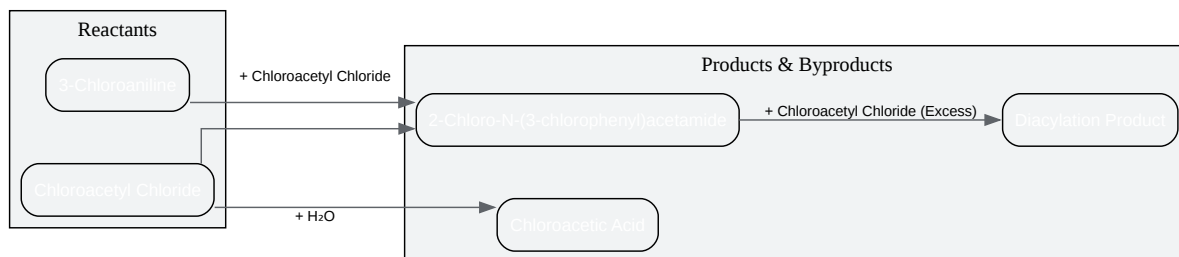 Reactants
3-Chloroaniline
Chloroacetyl Chloride
+ Chloroacetyl Chloride
+ H₂O
Products & Byproducts
2-Chloro-N-(3-chlorophenyl)acetamide
+ Chloroacetyl Chloride (Excess)
Diacylation Product
Chloroacetic Acid